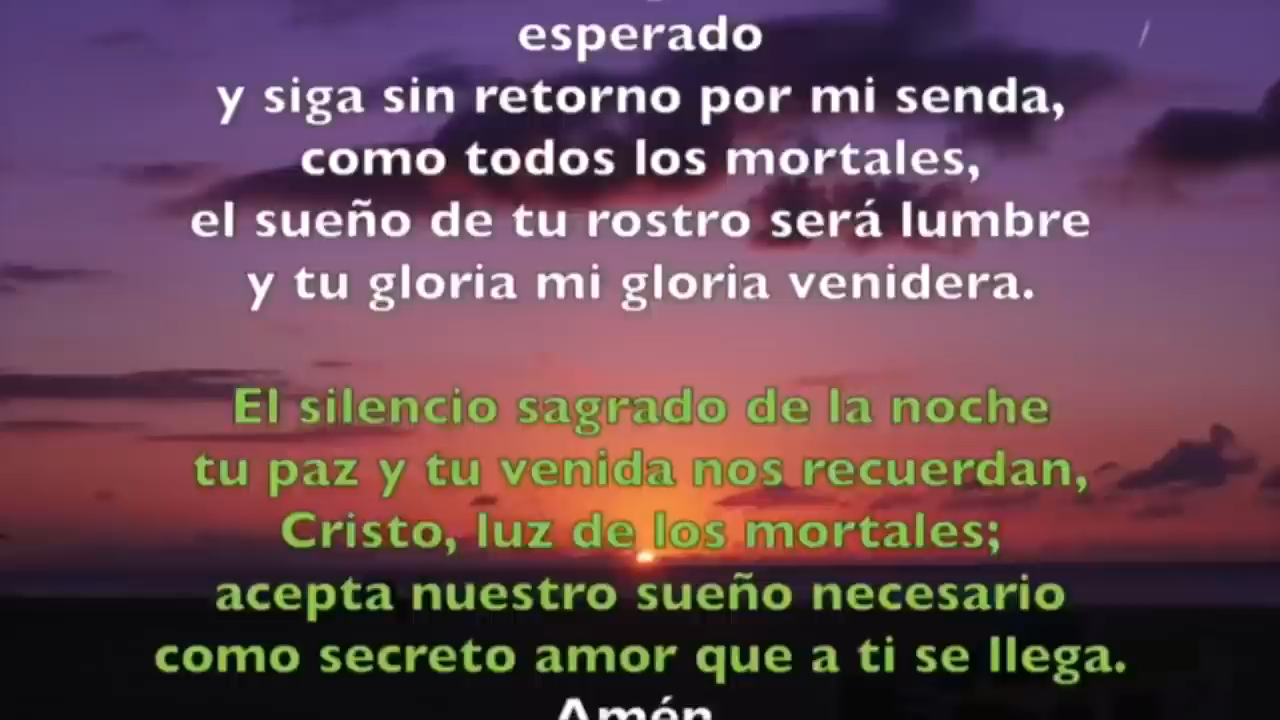 esperado
y siga sin retorno por mi senda,
como todos los mortales,
el sueño de tu rostro será lumbre
y tu gloria mi gloria venidera.
El silencio sagrado de la noche
tu paz y tu venida nos recuerdan,
Cristo, luz de los mortales;
acepta nuestro sueño necesario
como secreto amor que a ti se llega.
Amén